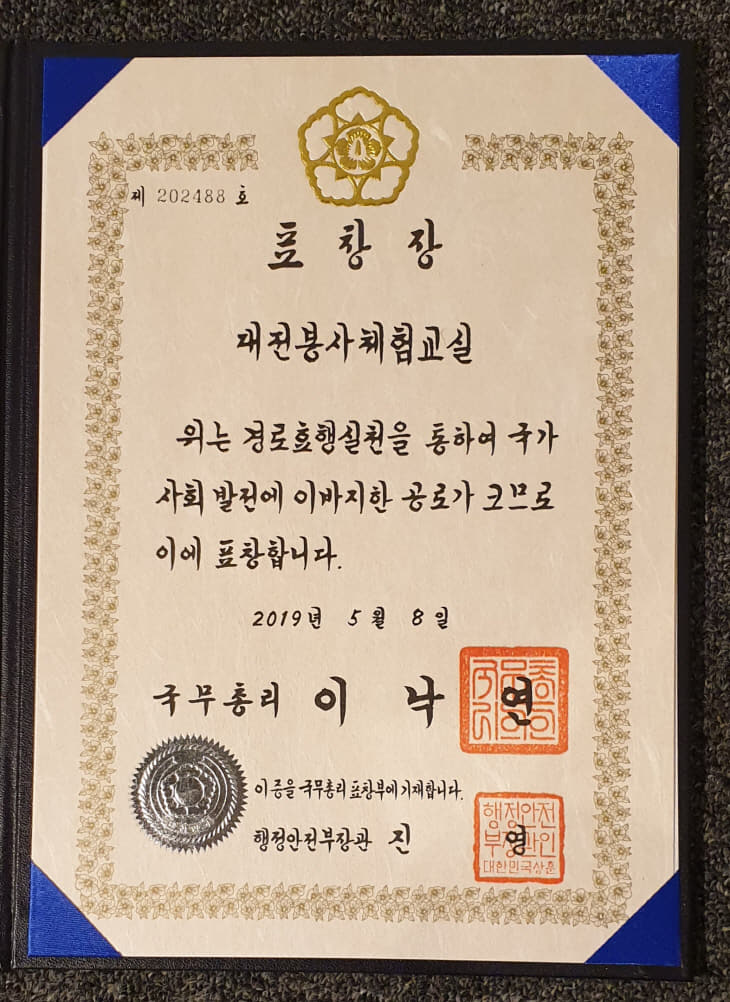 제 202488 호
표 창 장
대전봉사체험교실
위는 경로효행실천을 통하여 국가
사회 발전에 이바지한 공로가 크므로
이에 표창합니다.
2019년 5월 8일
국무총리 이 낙 연
이 증을 국무총리 표창부에 기재합니다.
행정안전부장관 진 영
행정안전
부장관인
대한민국상훈